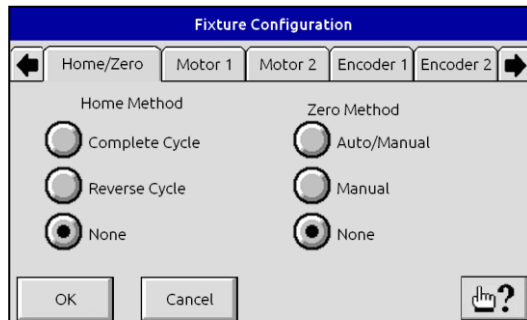 Fixture Configuration
Home/Zero Motor 1 Motor 2 Encoder 1 Encoder 2
Home Method
Zero Method
Complete Cycle
Auto/Manual
Reverse Cycle
Manual
None
None
OK
Cancel
?